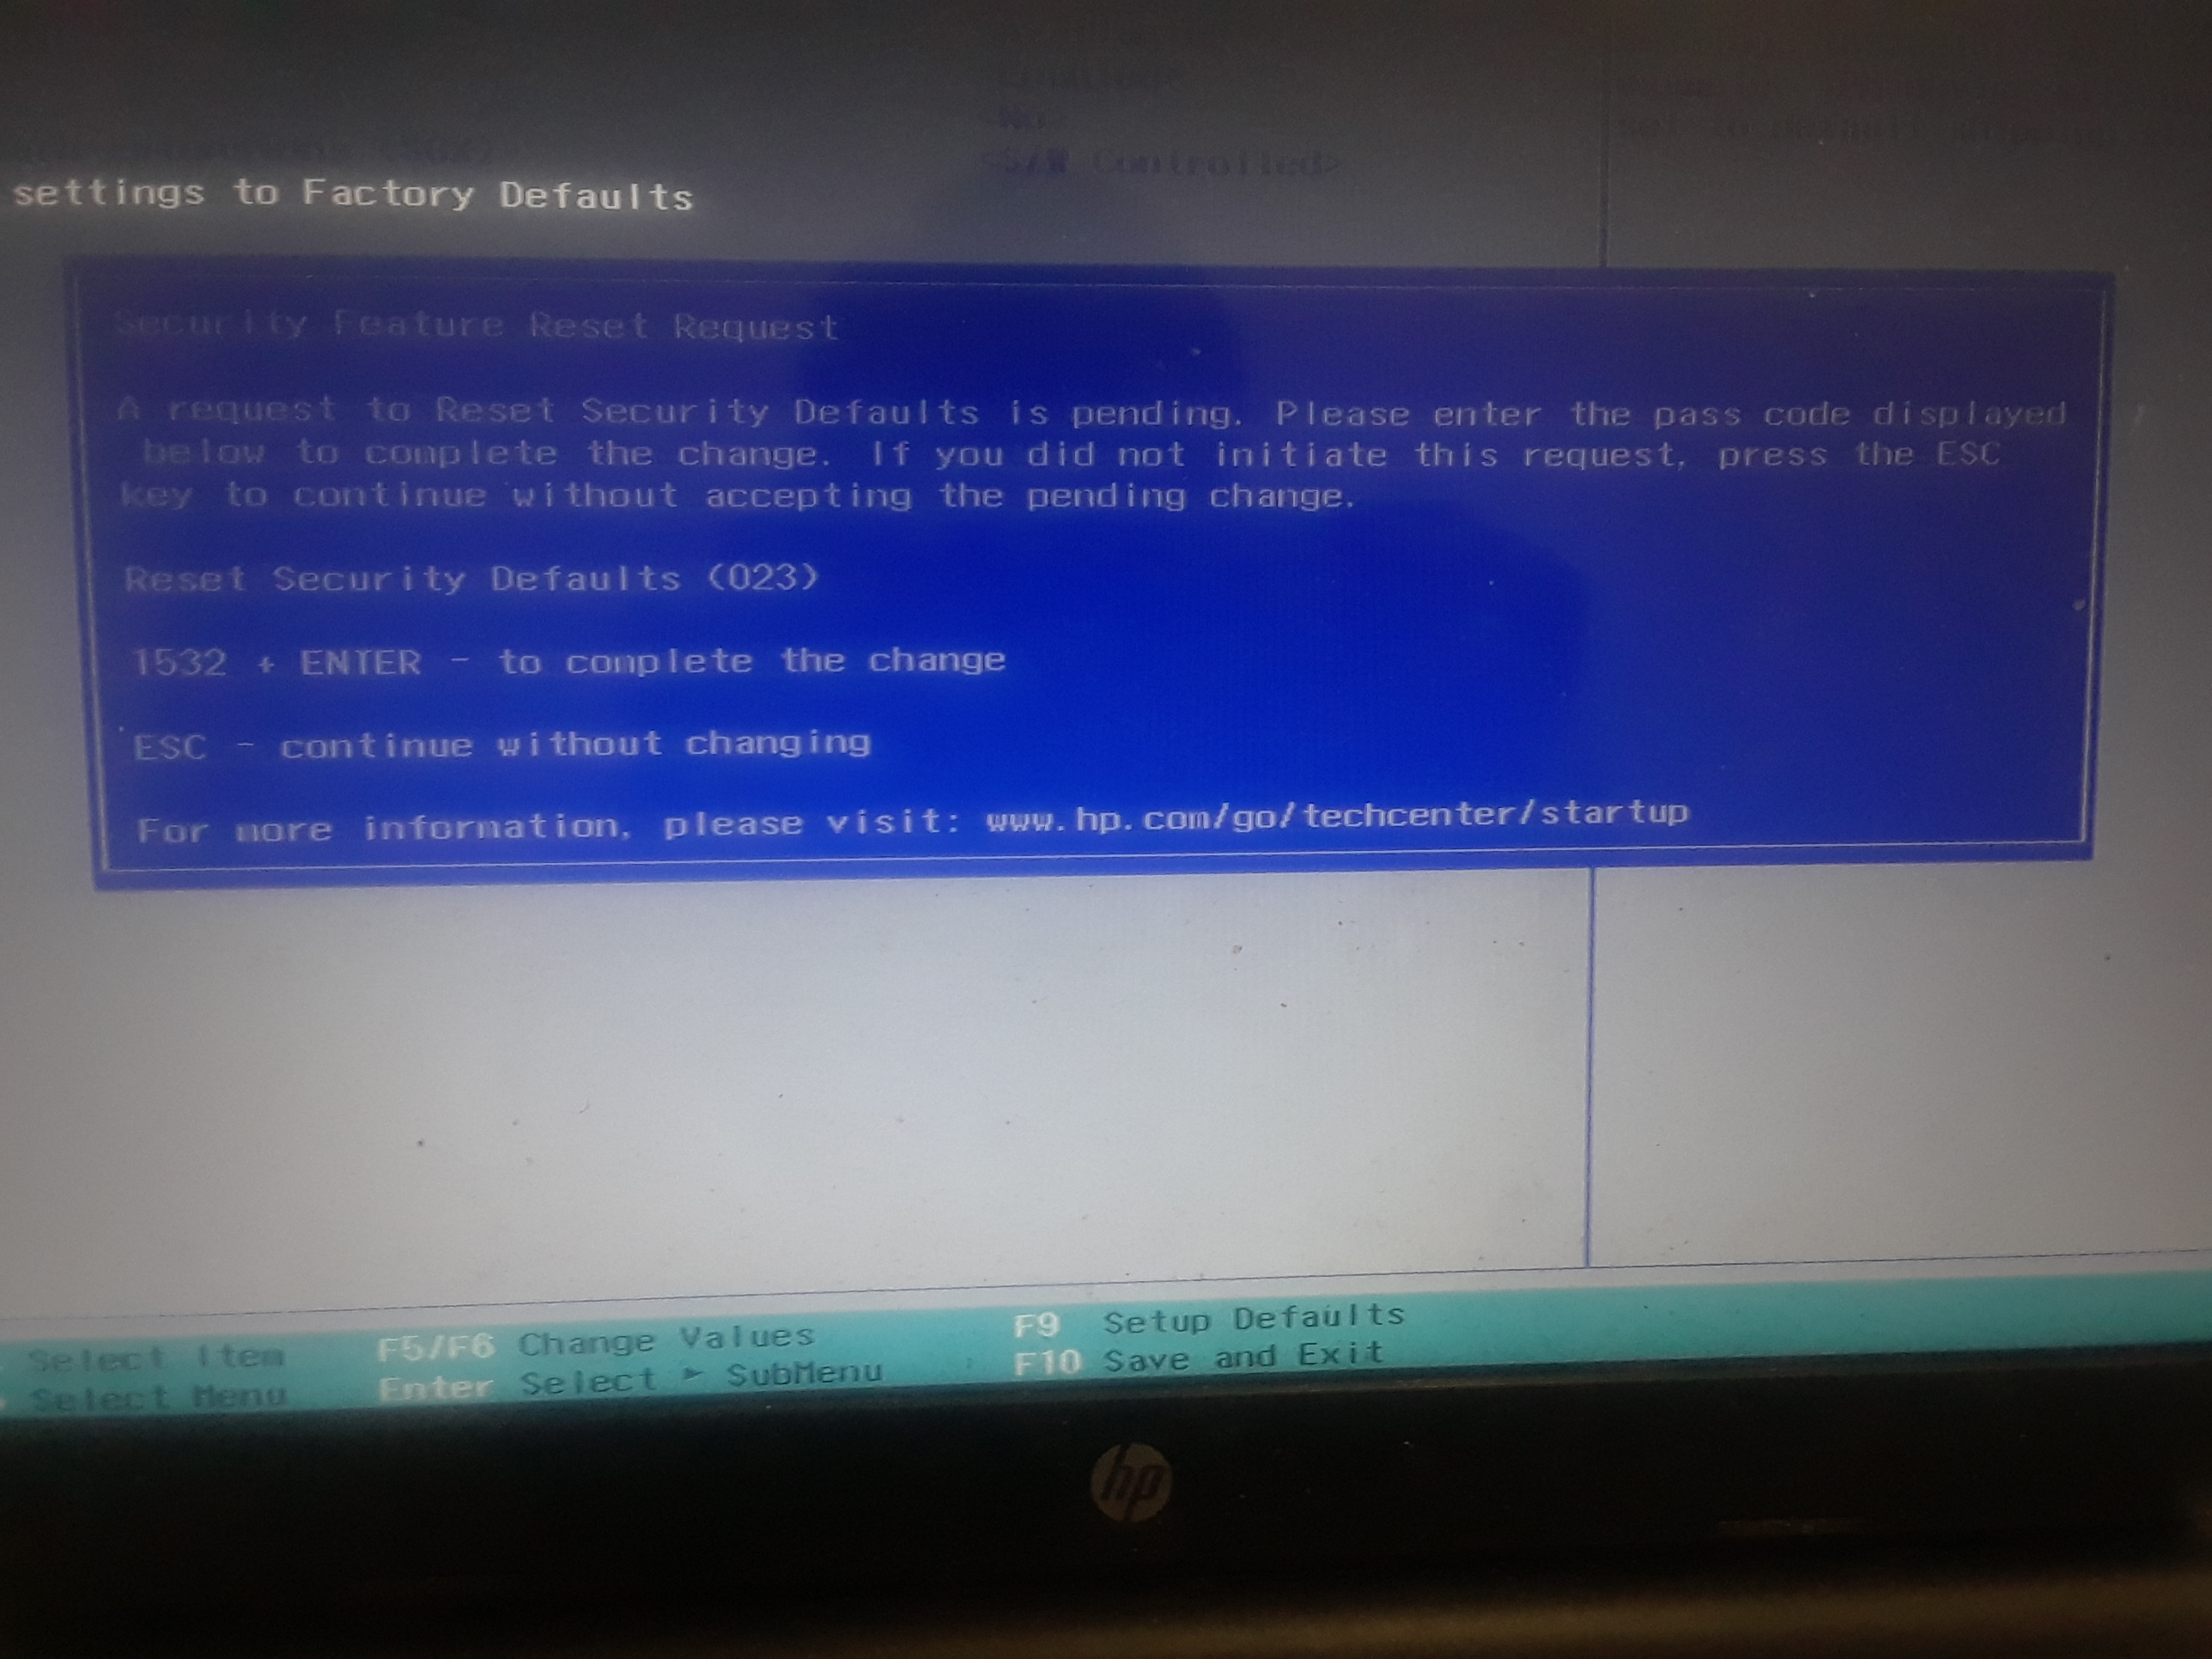 No
<S/W Controlled>
settings to Factory Defaults
Security Feature Reset Request
A request to Reset Security Defaults is pending. Please enter the pass code displayed
below to complete the change. If you did not initiate this request, press the ESC
key to continue without accepting the pending change.
Reset Security Defaults (023)
1532 + ENTER - to complete the change
ESC - continue without changing
For more information, please visit: www.hp.com/go/techcenter/startup
Select Item F5/F6 Change Values F9 Setup Defaults
Select Menu Enter Select ► SubMenu F10 Save and Exit
hp